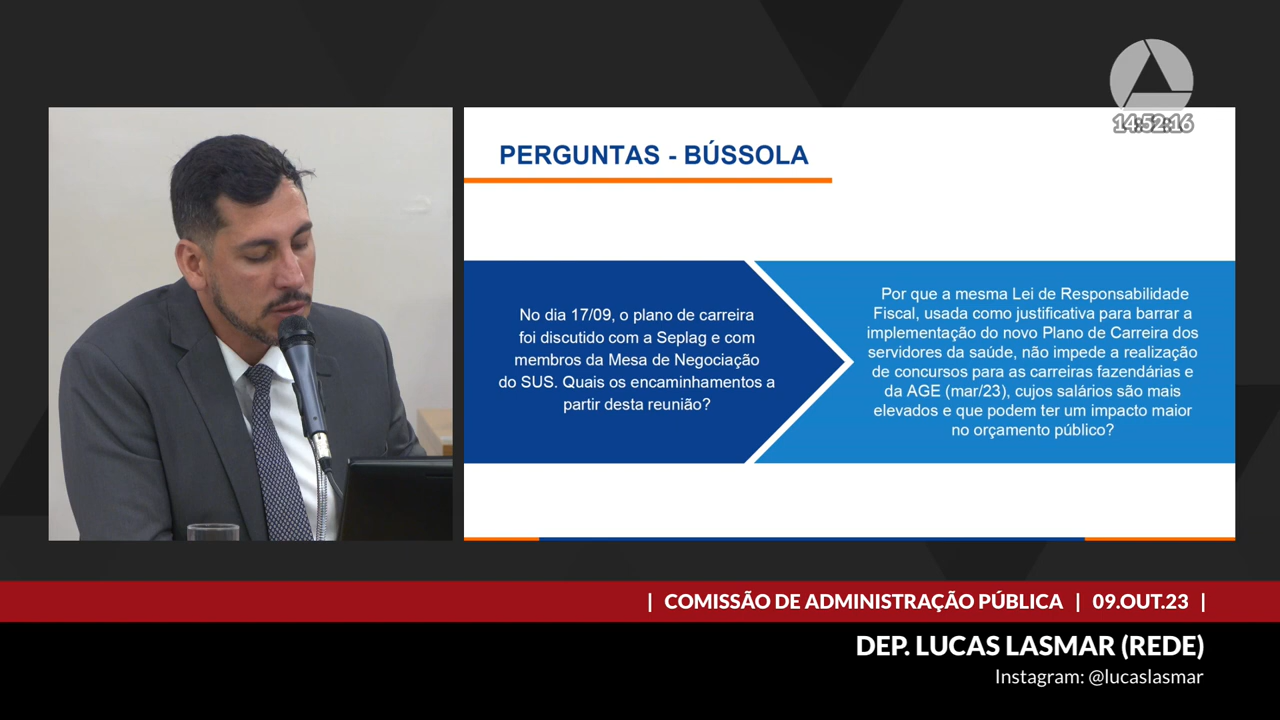 14:52:16
PERGUNTAS - BÚSSOLA
No dia 17/09, o plano de carreira
foi discutido com a Seplag e com
membros da Mesa de Negociação
do SUS. Quais os encaminhamentos a
partir desta reunião?
Por que a mesma Lei de Responsabilidade
Fiscal, usada como justificativa para barrar a
implementação do novo Plano de Carreira dos
servidores da saúde, não impede a realização
de concursos para as carreiras fazendárias e
da AGE (mar/23), cujos salários são mais
elevados e que podem ter um impacto maior
no orçamento público?
| COMISSÃO DE ADMINISTRAÇÃO PÚBLICA | 09.OUT.23 |
DEP. LUCAS LASMAR (REDE)
Instagram: @lucaslasmar